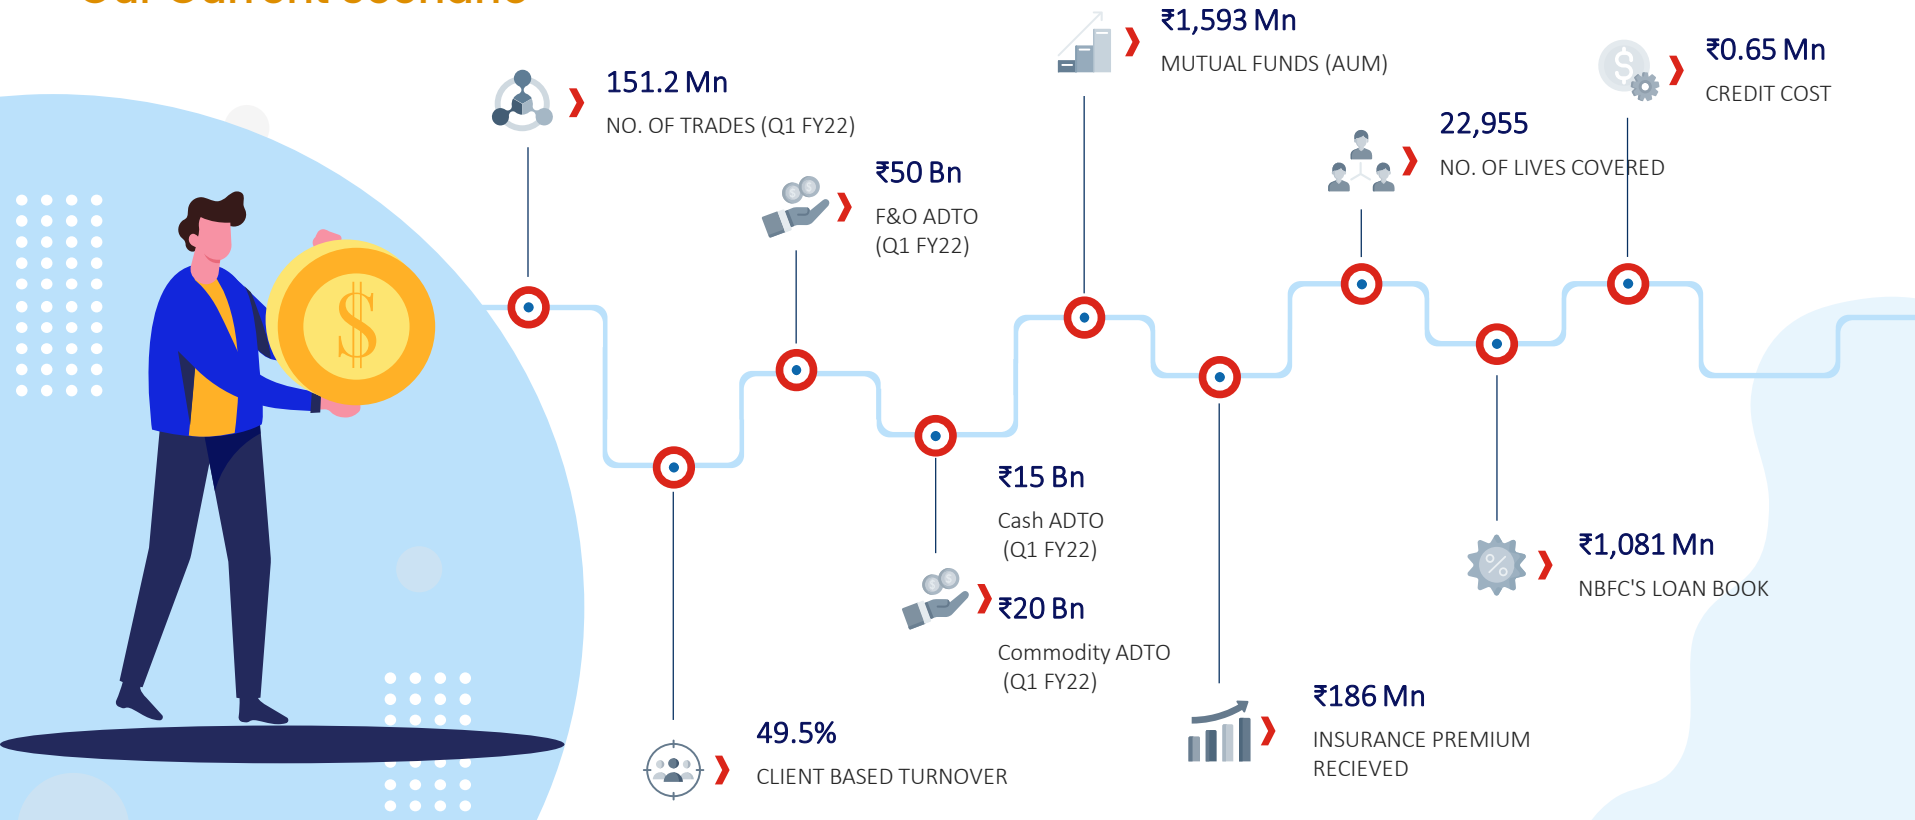 Our Current Scenario
151.2 Mn
NO. OF TRADES (Q1 FY22)
49.5%
CLIENT BASED TURNOVER
₹50 Bn
F&O ADTO
(Q1 FY22)
₹15 Bn
Cash ADTO
(Q1 FY22)
₹20 Bn
Commodity ADTO
(Q1 FY22)
₹1,593 Mn
MUTUAL FUNDS (AUM)
₹186 Mn
INSURANCE PREMIUM
RECIEVED
22,955
NO. OF LIVES COVERED
₹1,081 Mn
NBFC'S LOAN BOOK
₹0.65 Mn
CREDIT COST